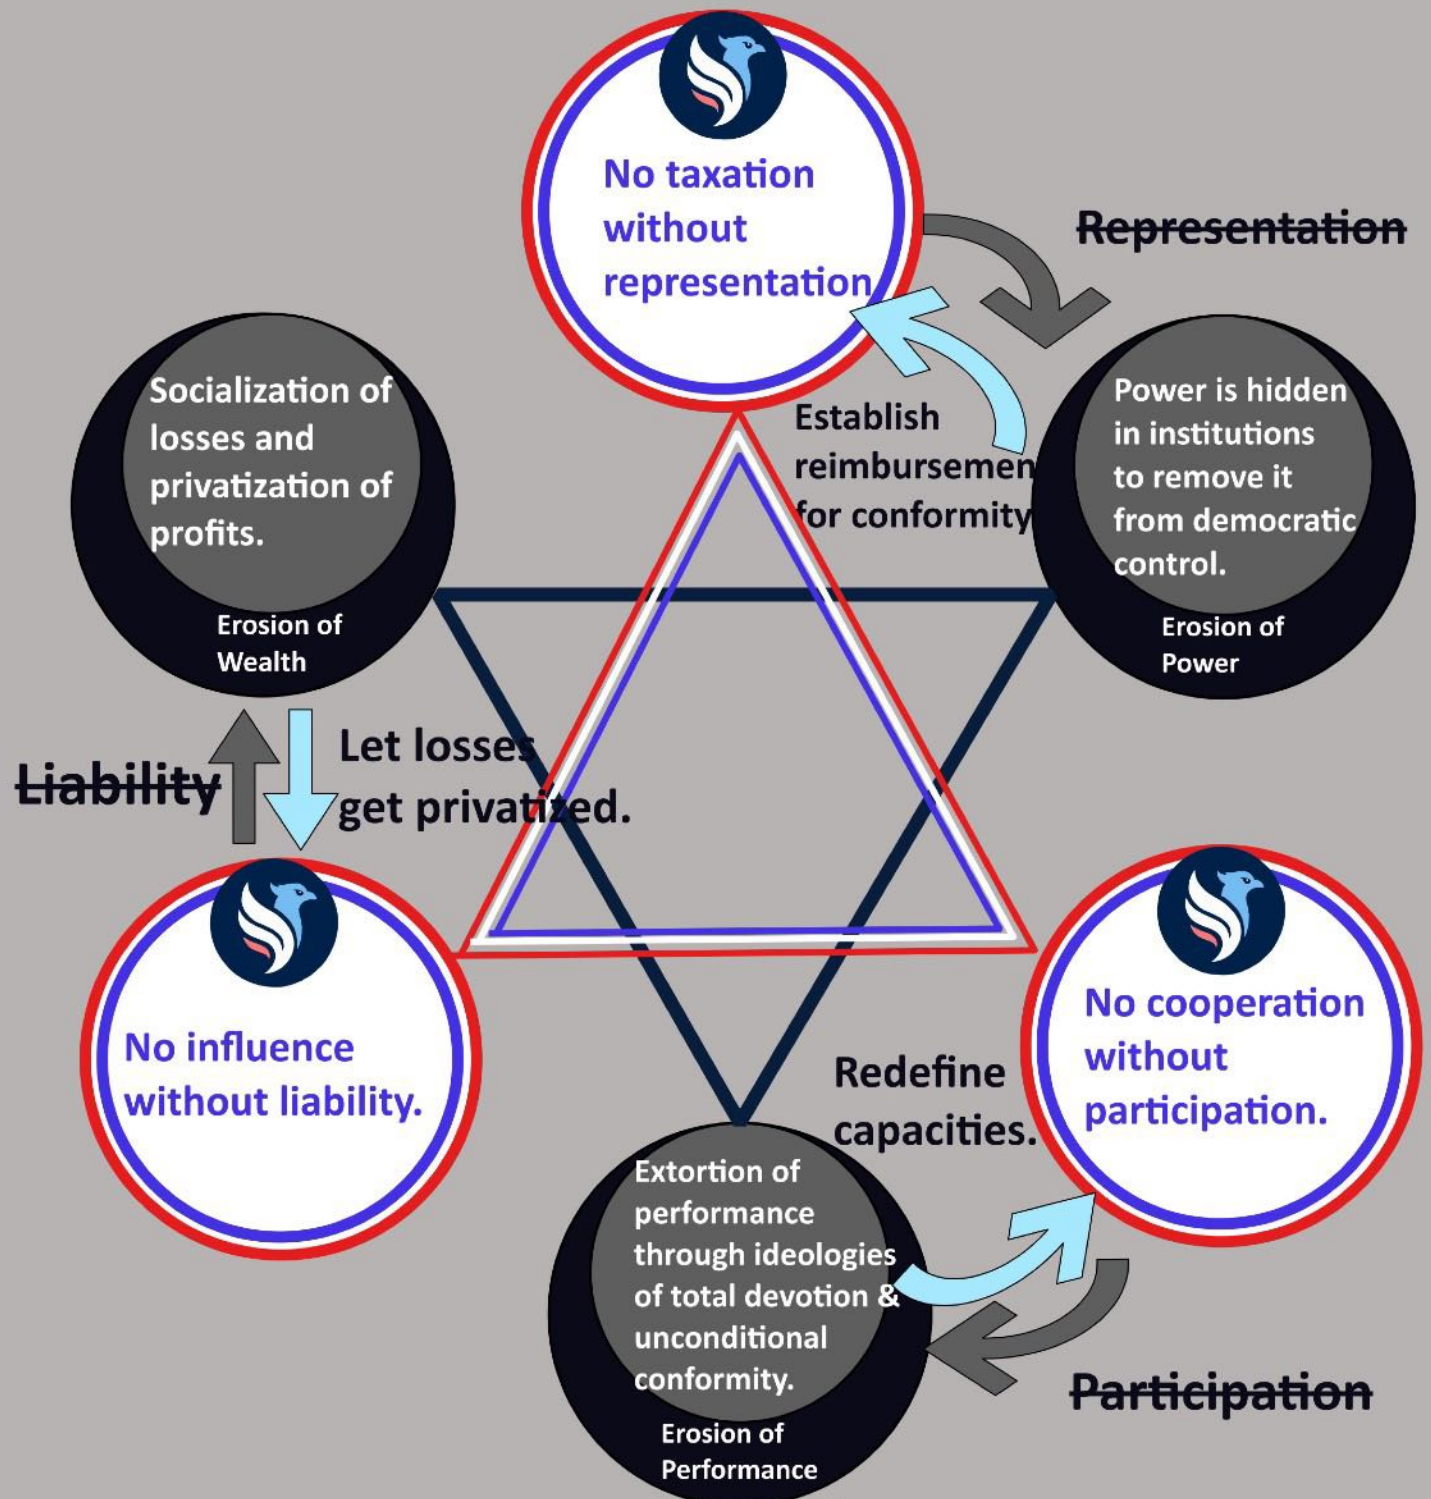 No taxation
without
representation
Representation
Socialization of
losses and
privatization of
profits.
Erosion of
Wealth
Establish
reimbursemen
for conformity
Power is hidden
in institutions
to remove it
from democratic
control.
Erosion of
Power
Liability
Let losses
get privatized.
No influence
without liability.
Redefine
capacities.
No cooperation
without
participation.
Extortion of
performance
through ideologies
of total devotion &
unconditional
conformity.
Erosion of
Performance
Participation